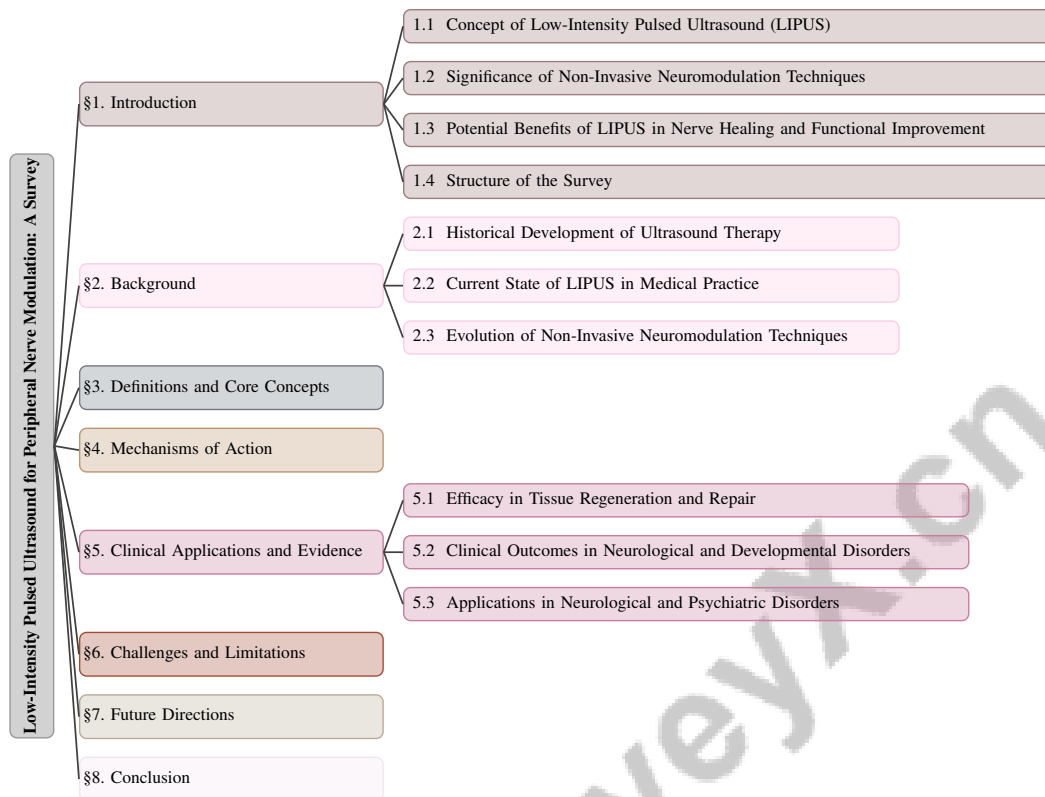 Low-Intensity Pulsed Ultrasound for Peripheral Nerve Modulation: A Survey
§1. Introduction
1.1 Concept of Low-Intensity Pulsed Ultrasound (LIPUS)
1.2 Significance of Non-Invasive Neuromodulation Techniques
1.3 Potential Benefits of LIPUS in Nerve Healing and Functional Improvement
1.4 Structure of the Survey
§2. Background
2.1 Historical Development of Ultrasound Therapy
2.2 Current State of LIPUS in Medical Practice
2.3 Evolution of Non-Invasive Neuromodulation Techniques
§3. Definitions and Core Concepts
§4. Mechanisms of Action
§5. Clinical Applications and Evidence
5.1 Efficacy in Tissue Regeneration and Repair
5.2 Clinical Outcomes in Neurological and Developmental Disorders
5.3 Applications in Neurological and Psychiatric Disorders
§6. Challenges and Limitations
§7. Future Directions
§8. Conclusion
veyX.cn